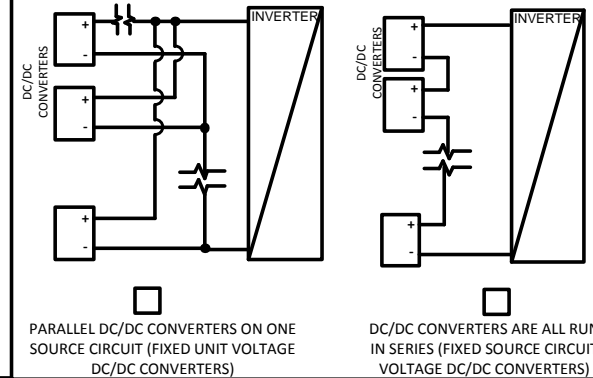 DC/DC
CONVERTERS
+
-
+
-
+
-
INVERTER
PARALLEL DC/DC CONVERTERS ON ONE
SOURCE CIRCUIT (FIXED UNIT VOLTAGE
DC/DC CONVERTERS)
DC/DC
CONVERTERS
+
-
+
-
+
-
INVERTER
DC/DC CONVERTERS ARE ALL RUN
IN SERIES (FIXED SOURCE CIRCUIT
VOLTAGE DC/DC CONVERTERS)